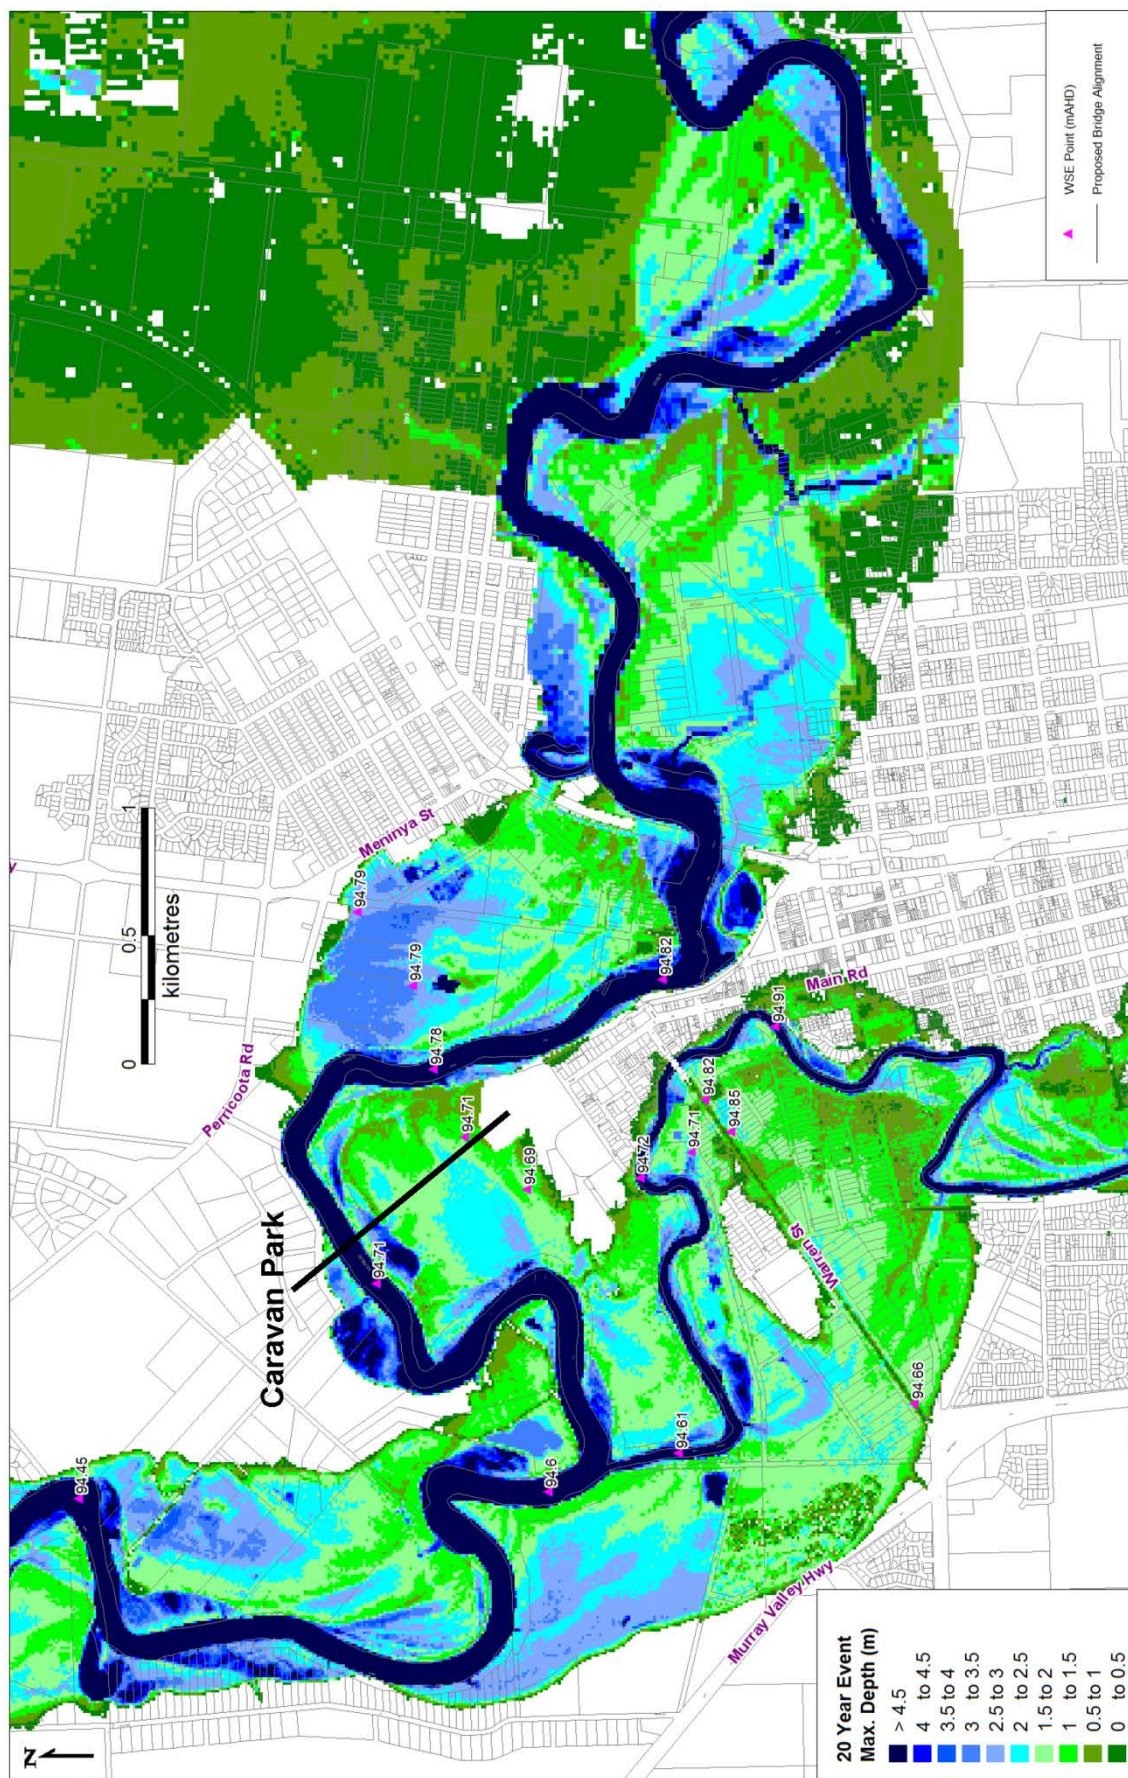 N
94.45
Caravan Park
Perricoota Rd
0 0.5 1
kilometres
Meninya St
94.79
94.79
94.78
94.71
94.71
94.69
94.82
94.6
94.61
94.72
94.71
94.82
94.85
94.91
94.66
Main Rd
Warren St
Murray Valley Hwy
20 Year Event
Max. Depth (m)
> 4.5
4 to 4.5
3.5 to 4
3 to 3.5
2.5 to 3
2 to 2.5
1.5 to 2
1 to 1.5
0.5 to 1
0 to 0.5
WSE Point (mAHD)
Proposed Bridge Alignment